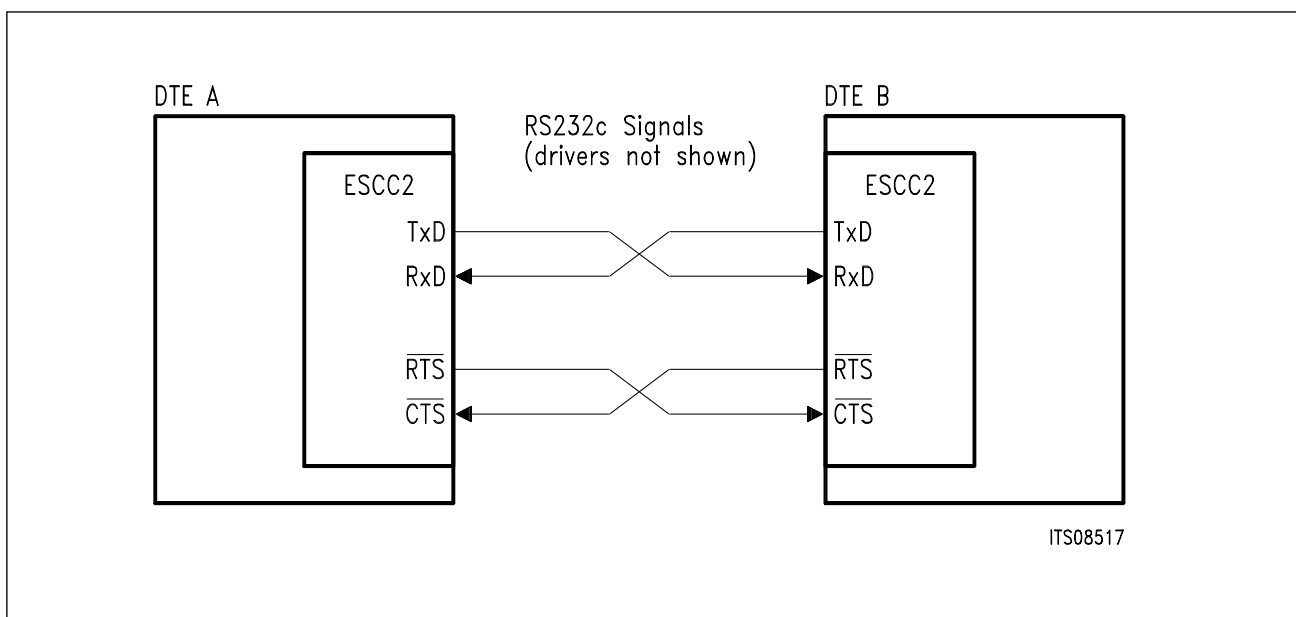 DTE A
DTE B
RS232c Signals
(drivers not shown)
ESCC2
ESCC2
TxD
TxD
RxD
RxD
RTS
RTS
CTS
CTS
ITS08517